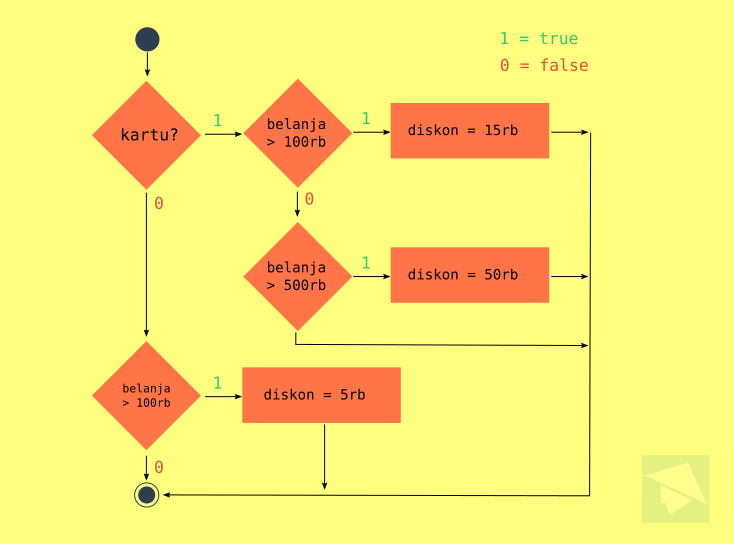 1 = true
0 = false
kartu?
1
belanja
> 100rb
1
diskon = 15rb
0
0
belanja
> 500rb
1
diskon = 50rb
belanja
> 100rb
1
diskon = 5rb
0